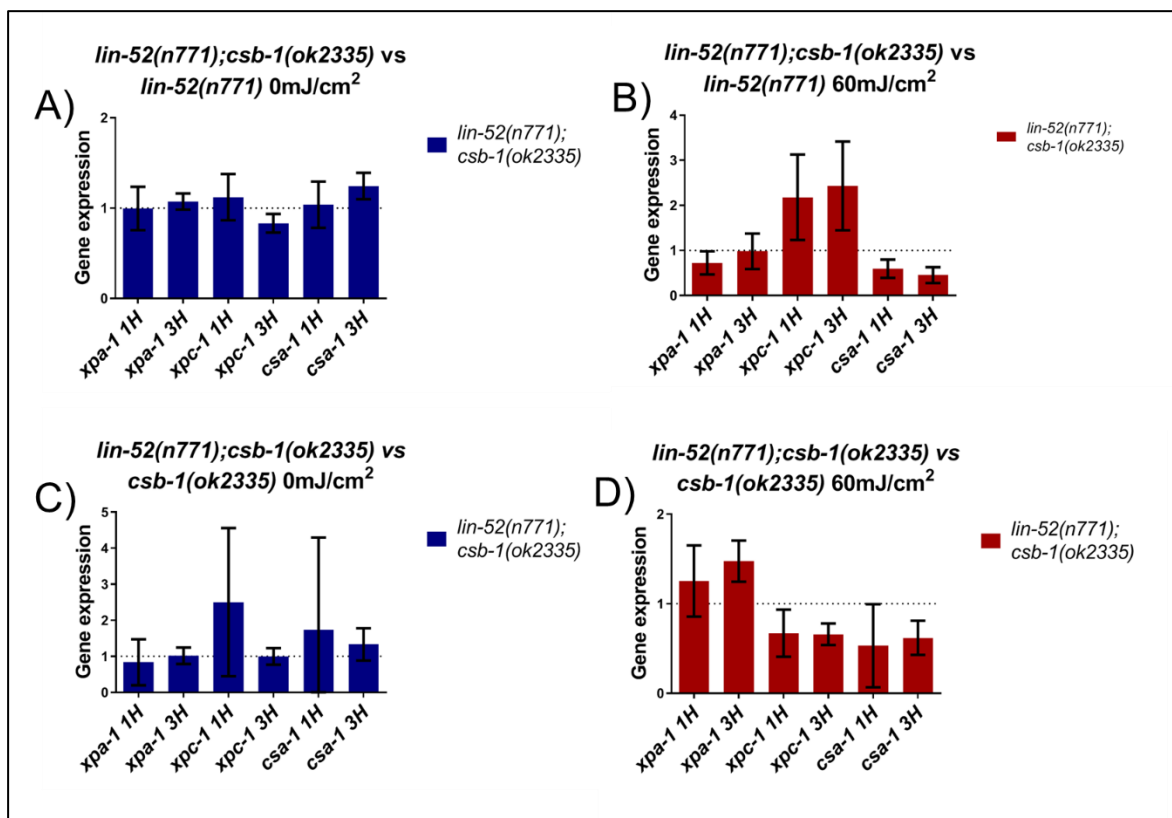 lin-52(n771);csb-1(ok2335) vs
lin-52(n771) 0mJ/cm²
A)
Gene expression
2
1
0
xpa-1 1H
xpa-1 3H
xpc-1 1H
xpc-1 3H
csa-1 1H
csa-1 3H
lin-52(n771);
csb-1(ok2335)
lin-52(n771);csb-1(ok2335) vs
lin-52(n771) 60mJ/cm²
B)
Gene expression
4
3
2
1
0
xpa-1 1H
xpa-1 3H
xpc-1 1H
xpc-1 3H
csa-1 1H
csa-1 3H
lin-52(n771);
csb-1(ok2335)
lin-52(n771);csb-1(ok2335) vs
csb-1(ok2335) 0mJ/cm²
C)
Gene expression
5
4
3
2
1
0
xpa-1 1H
xpa-1 3H
xpc-1 1H
xpc-1 3H
csa-1 1H
csa-1 3H
lin-52(n771);
csb-1(ok2335)
lin-52(n771);csb-1(ok2335) vs
csb-1(ok2335) 60mJ/cm²
D)
Gene expression
2
1
0
xpa-1 1H
xpa-1 3H
xpc-1 1H
xpc-1 3H
csa-1 1H
csa-1 3H
lin-52(n771);
csb-1(ok2335)